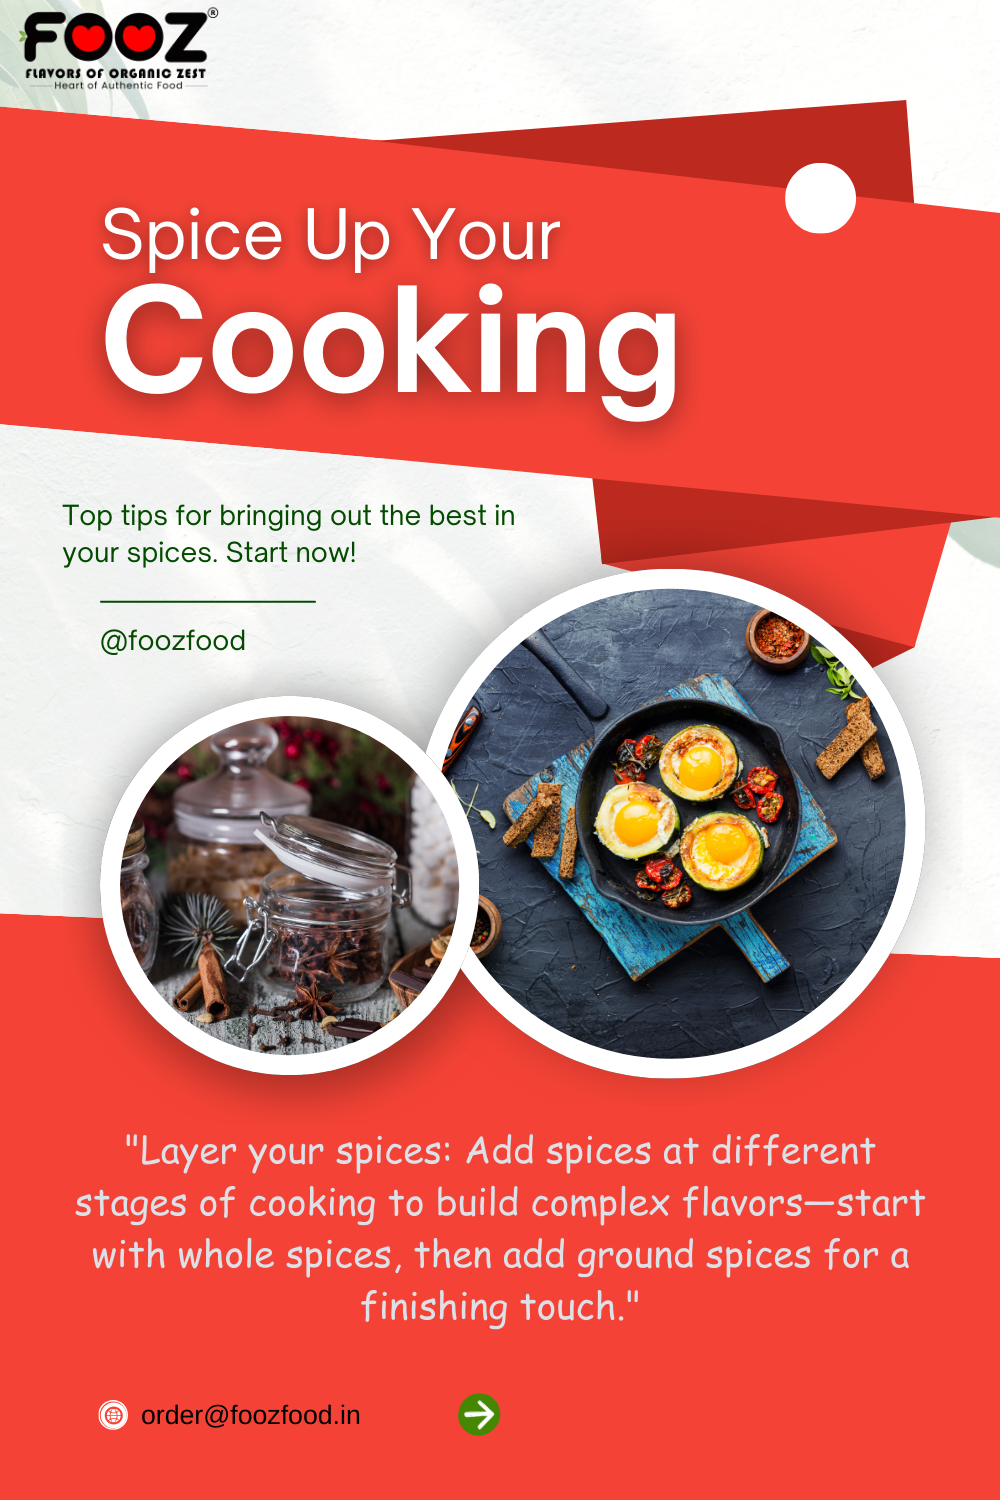 FOOZ®
FLAVORS OF ORGANIC ZEST
Heart of Authentic Food
Spice Up Your
Cooking
Top tips for bringing out the best in
your spices. Start now!
@foozfood
"Layer your spices: Add spices at different
stages of cooking to build complex flavors—start
with whole spices, then add ground spices for a
finishing touch."
order@foozfood.in